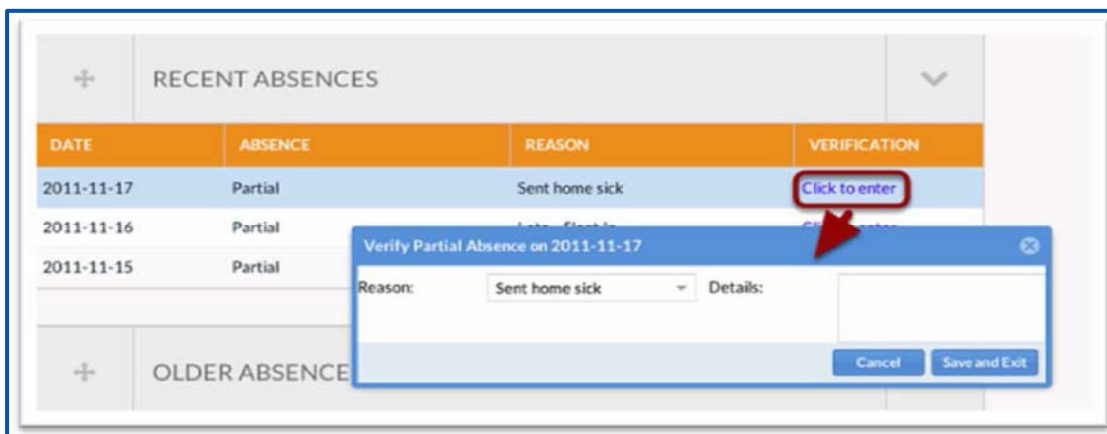 RECENT ABSENCES
DATE ABSENCE REASON VERIFICATION
2011-11-17 Partial Sent home sick Click to enter
2011-11-16 Partial
2011-11-15 Partial
Verify Partial Absence on 2011-11-17
Reason: Sent home sick Details:
Cancel Save and Exit
OLDER ABSENCE